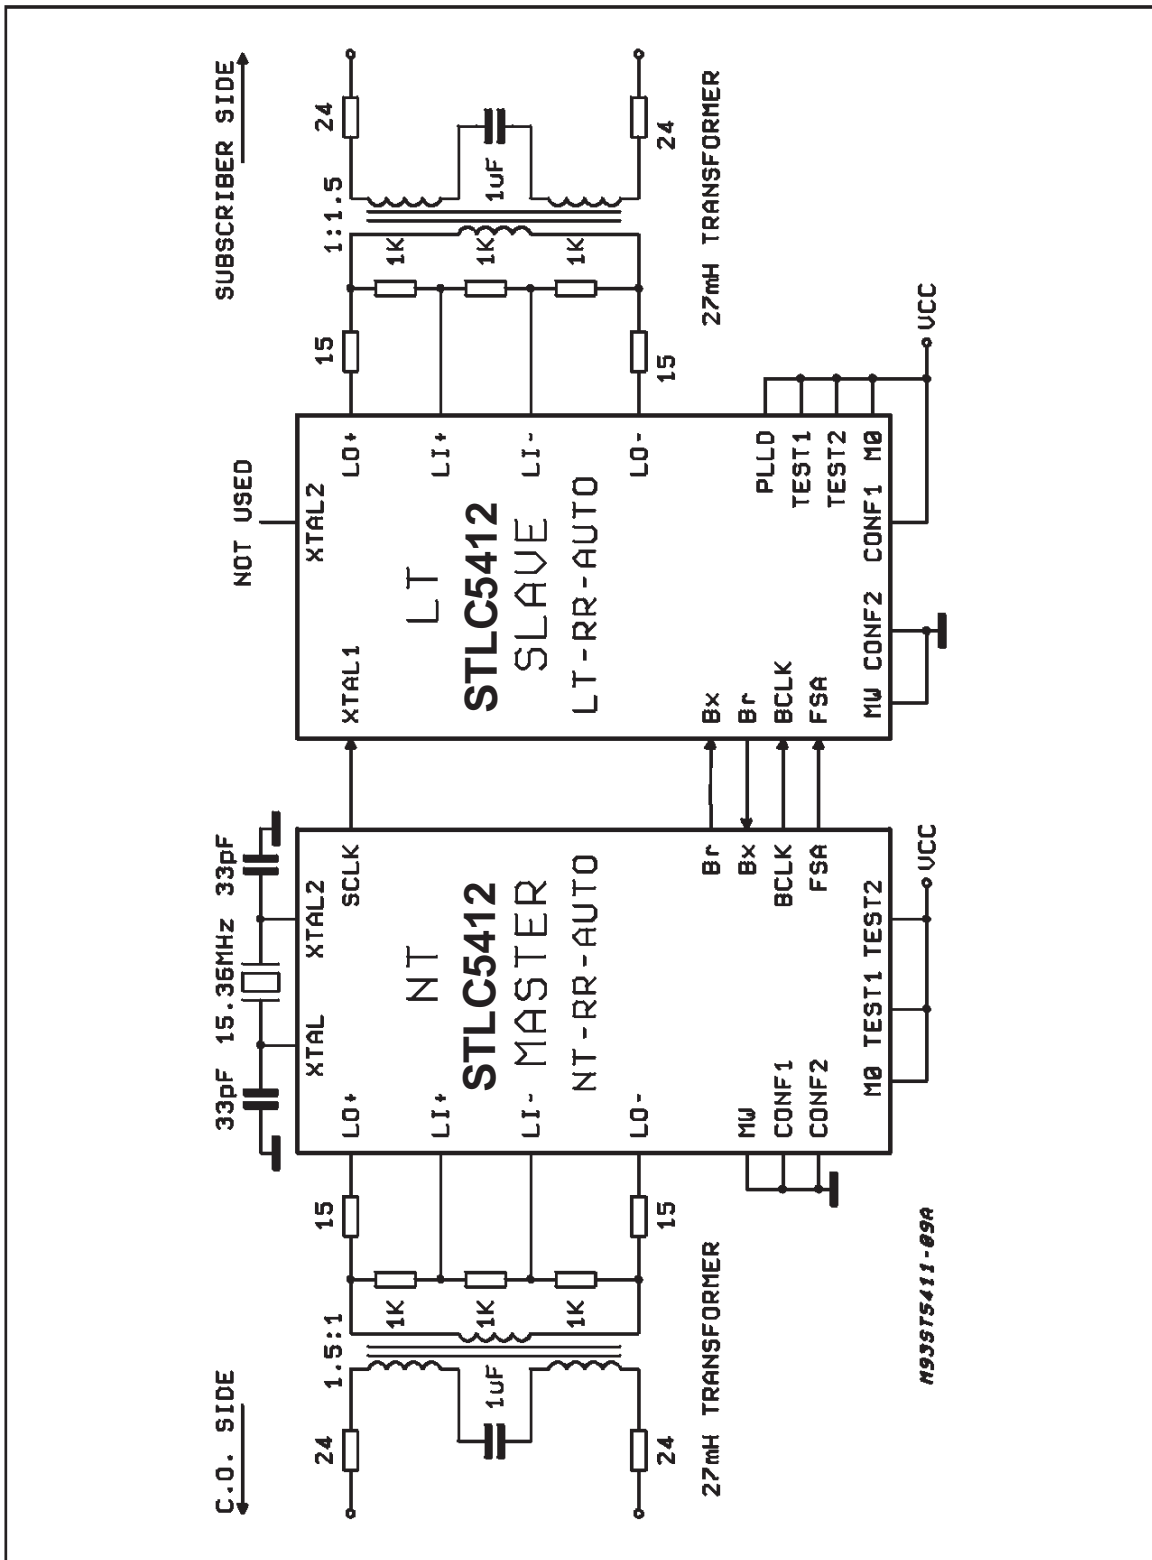 C.O. SIDE
SUBSCRIBER SIDE
33pF 15.36MHz 33pF
NOT USED
XTAL
XTAL2
XTAL2
24
1.5:1
15
LO+
SCLK
XTAL1
LO+
15
1:1.5
24
1K
LI+
NT
LT
LI+
1K
1uF
1K
LI-
STLC5412
STLC5412
LI-
1K
1uF
MASTER
SLAVE
1K
NT-RR-AUTO
LT-RR-AUTO
1K
24
15
LO-
LO-
15
24
27mH TRANSFORMER
27mH TRANSFORMER
Br
Bx
MW
Bx
Br
PLLD
CONF1
BCLK
BCLK
TEST1
CONF2
FSA
FSA
TEST2
M0 TEST1 TEST2
MW CONF2 CONF1 M0
VCC
VCC
M93ST5411-09A